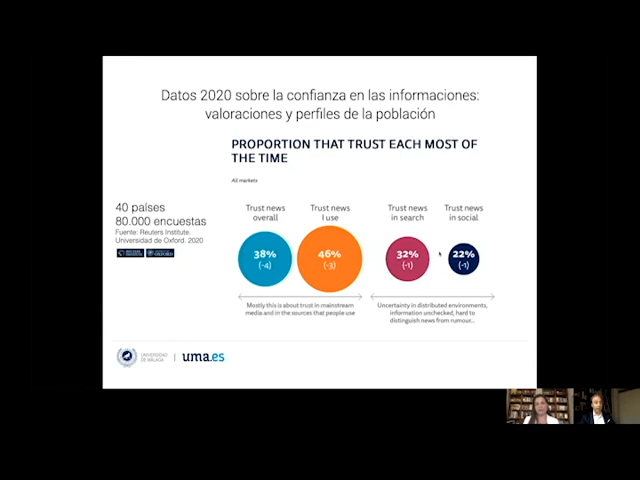 Datos 2020 sobre la confianza en las informaciones:
valoraciones y perfiles de la población
PROPORTION THAT TRUST EACH MOST OF
THE TIME
All markets
40 países
80.000 encuestas
Fuente: Reuters Institute.
Universidad de Oxford. 2020
OXFORD
Trust news
overall
38%
(-4)
Trust news
I use
46%
(-3)
Trust news
in search
32%
(-1)
Trust news
in social
22%
(-1)
Mostly this is about trust in mainstream
media and in the sources that people use
Uncertainty in distributed environments,
information unchecked, hard to
distinguish news from rumour...
UNIVERSIDAD
DE MÁLAGA
uma.es